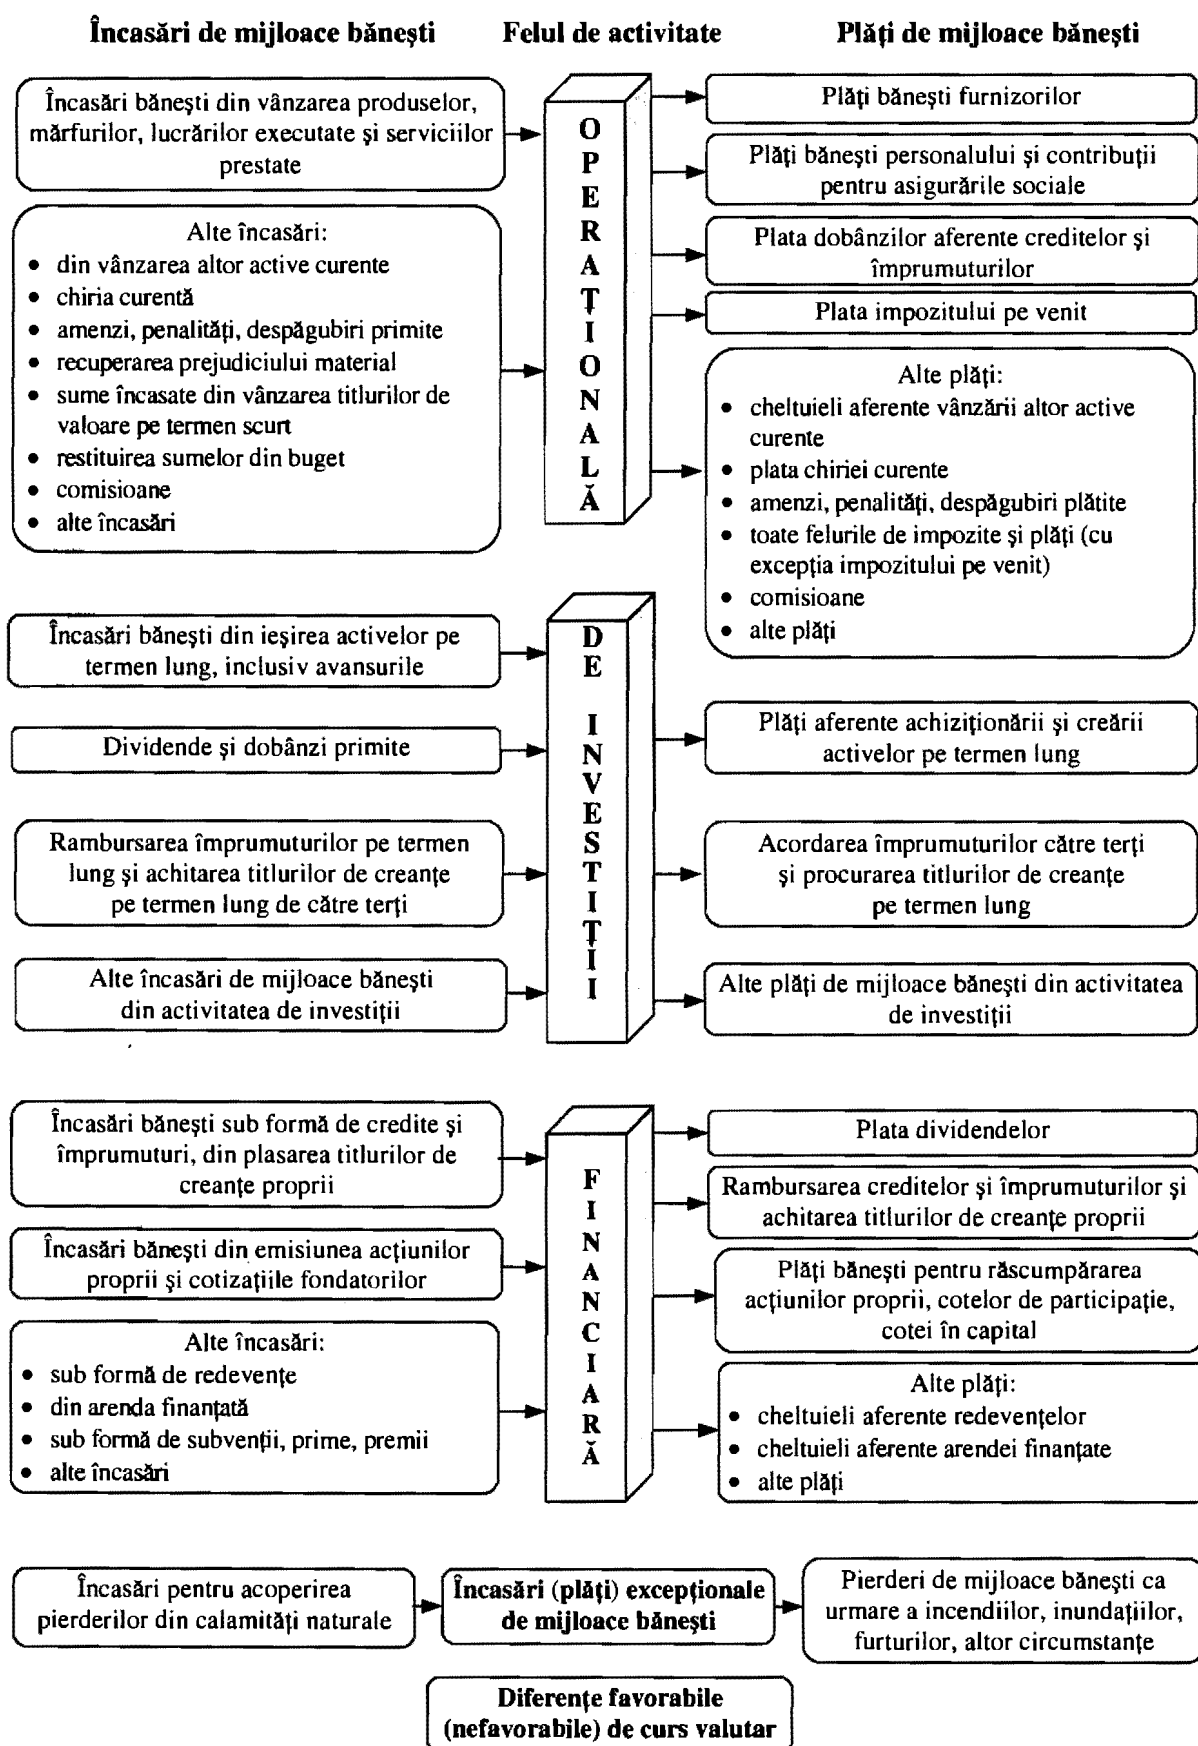 Încasări de mijloace bănești
Felul de activitate
Plăți de mijloace bănești
Încasări bănești din vânzarea produselor,
mărfurilor, lucrărilor executate și serviciilor
prestate
Alte încasări:
• din vânzarea altor active curente
• chiria curentă
• amenzi, penalități, despăgubiri primite
• recuperarea prejudiciului material
• sume încasate din vânzarea titlurilor de
valoare pe termen scurt
• restituirea sumelor din buget
• comisioane
• alte încasări
OPERAȚIONALĂ
Plăți bănești furnizorilor
Plăți bănești personalului și contribuții
pentru asigurările sociale
Plata dobânzilor aferente creditelor și
împrumuturilor
Plata impozitului pe venit
Alte plăți:
• cheltuieli aferente vânzării altor active
curente
• plata chiriei curente
• amenzi, penalități, despăgubiri plătite
• toate felurile de impozite și plăți (cu
excepția impozitului pe venit)
• comisioane
• alte plăți
Încasări bănești din ieșirea activelor pe
termen lung, inclusiv avansurile
Dividende și dobânzi primite
Rambursarea împrumuturilor pe termen
lung și achitarea titlurilor de creanțe
pe termen lung de către terți
Alte încasări de mijloace bănești
din activitatea de investiții
DE INVESTIȚII
Plăți aferente achiziționării și creării
activelor pe termen lung
Acordarea împrumuturilor către terți
și procurarea titlurilor de creanțe
pe termen lung
Alte plăți de mijloace bănești din activitatea
de investiții
Încasări bănești sub formă de credite și
împrumuturi, din plasarea titlurilor de
creanțe proprii
Încasări bănești din emisiunea acțiunilor
proprii și cotizațiile fondatorilor
Alte încasări:
• sub formă de redevențe
• din arenda finanțată
• sub formă de subvenții, prime, premii
• alte încasări
FINANCIARĂ
Plata dividendelor
Rambursarea creditelor și împrumuturilor și
achitarea titlurilor de creanțe proprii
Plăți bănești pentru răscumpărarea
acțiunilor proprii, cotelor de participație,
cotei în capital
Alte plăți:
• cheltuieli aferente redevențelor
• cheltuieli aferente arendei finanțate
• alte plăți
Încasări pentru acoperirea
pierderilor din calamități naturale
Încasări (plăți) excepționale
de mijloace bănești
Pierderi de mijloace bănești ca
urmare a incendiilor, inundațiilor,
furturilor, altor circumstanțe
Diferențe favorabile
(nefavorabile) de curs valutar